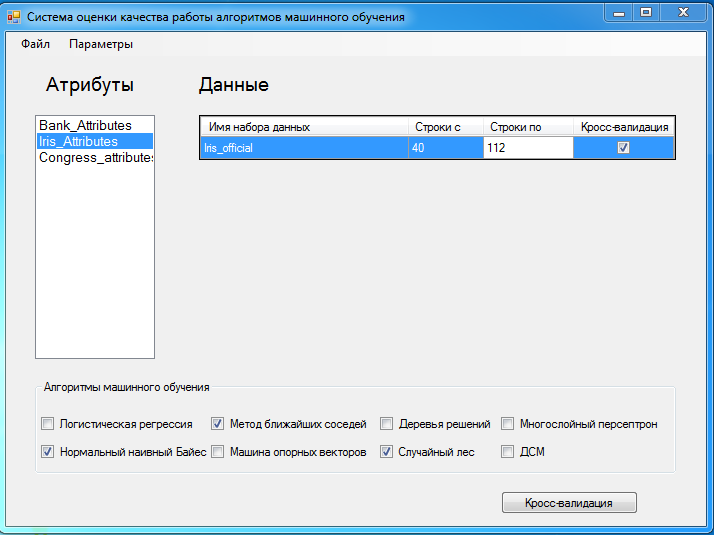 Система оценки качества работы алгоритмов машинного обучения
Файл Параметры
Атрибуты Данные
Bank_Attributes
Iris_Attributes
Congress_attributes
Имя набора данных Строки с Строки по Кросс-валидация
Iris_official 40 112
Алгоритмы машинного обучения
Логистическая регрессия Метод ближайших соседей Деревья решений Многослойный персептрон
Нормальный наивный Байес Машина опорных векторов Случайный лес ДСМ
Кросс-валидация